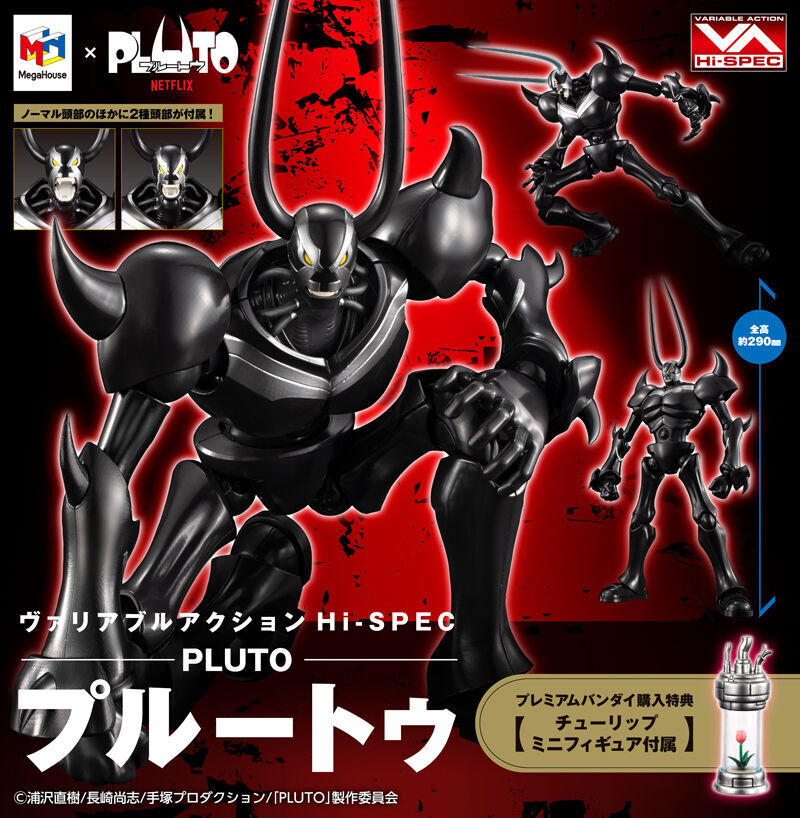 MegaHouse
×
PLUTO
プルートゥ
NETFLIX
VARIABLE ACTION
VA
Hi-SPEC
ノーマル頭部のほかに2種頭部が付属！
全高
約290mm
ヴァリアブルアクション Hi-SPEC
PLUTO
プルートゥ
プレミアムバンダイ購入特典
【チューリップ
ミニフィギュア付属】
©浦沢直樹/長崎尚志/手塚プロダクション/「PLUTO」製作委員会